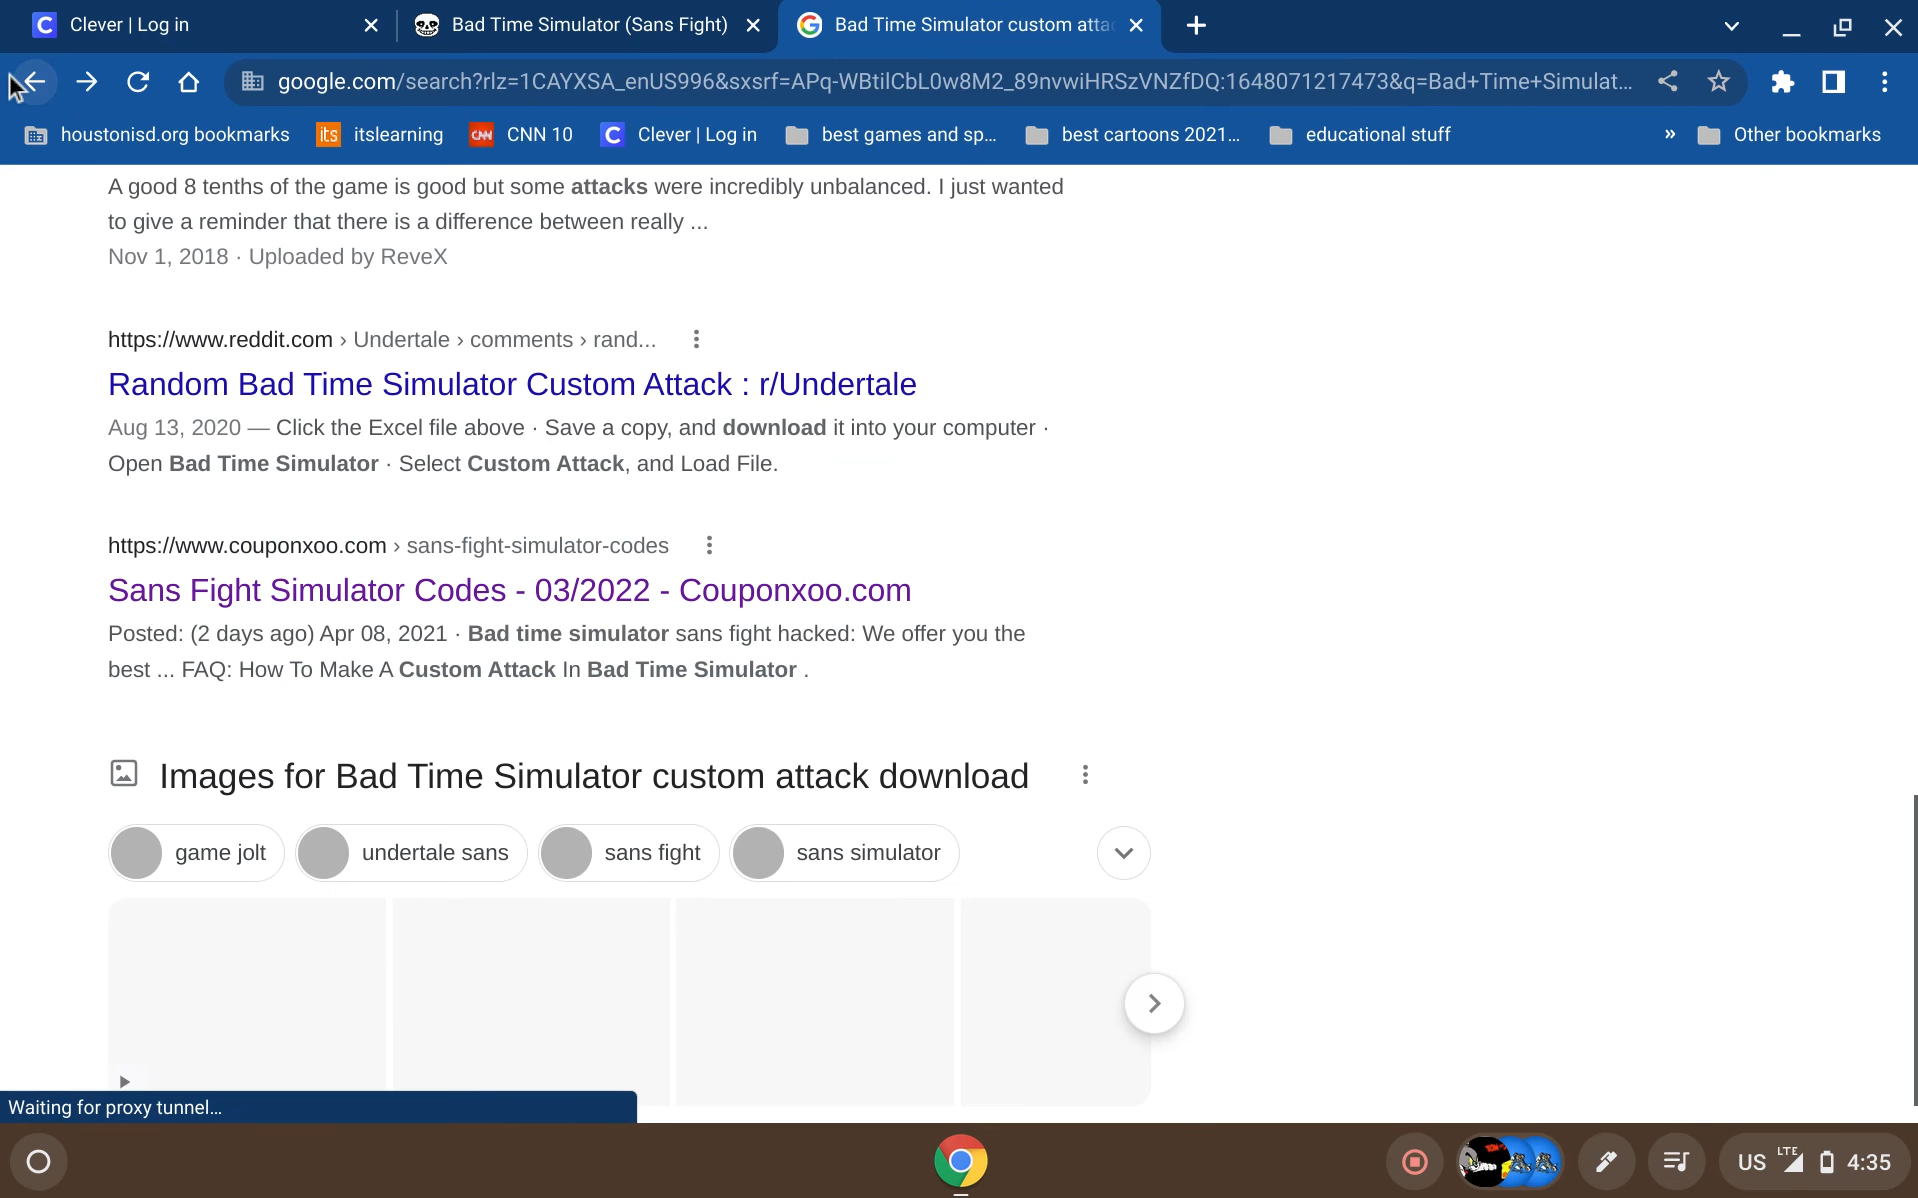 Clever | Log in
Bad Time Simulator (Sans Fight)
Bad Time Simulator custom attac
google.com/search?rlz=1CAYXSA_enUS996&sxsrf=APq-WBtilCbL0w8M2_89nvwiHRSzVNZfDQ:1648071217473&q=Bad+Time+Simulat...
houstonisd.org bookmarks
its itslearning
CNN CNN 10
Clever | Log in
best games and sp...
best cartoons 2021...
educational stuff
» Other bookmarks
A good 8 tenths of the game is good but some attacks were incredibly unbalanced. I just wanted
to give a reminder that there is a difference between really ...
Nov 1, 2018 · Uploaded by ReveX
https://www.reddit.com › Undertale › comments › rand...
Random Bad Time Simulator Custom Attack : r/Undertale
Aug 13, 2020 — Click the Excel file above · Save a copy, and download it into your computer ·
Open Bad Time Simulator · Select Custom Attack, and Load File.
https://www.couponxoo.com › sans-fight-simulator-codes
Sans Fight Simulator Codes - 03/2022 - Couponxoo.com
Posted: (2 days ago) Apr 08, 2021 · Bad time simulator sans fight hacked: We offer you the
best ... FAQ: How To Make A Custom Attack In Bad Time Simulator .
Images for Bad Time Simulator custom attack download
game jolt
undertale sans
sans fight
sans simulator
Waiting for proxy tunnel...
US LTE 4:35